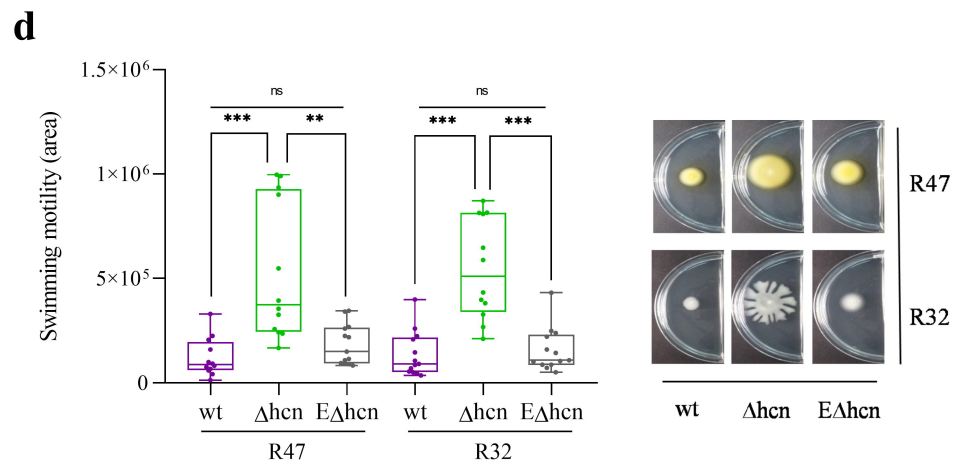 d
Swimming motility (area)
1.5×10⁶
1×10⁶
5×10⁵
0
ns
***
**
ns
***
***
wt
Δhcn
EΔhcn
wt
Δhcn
EΔhcn
R47
R32
R47
R32
wt
Δhcn
EΔhcn